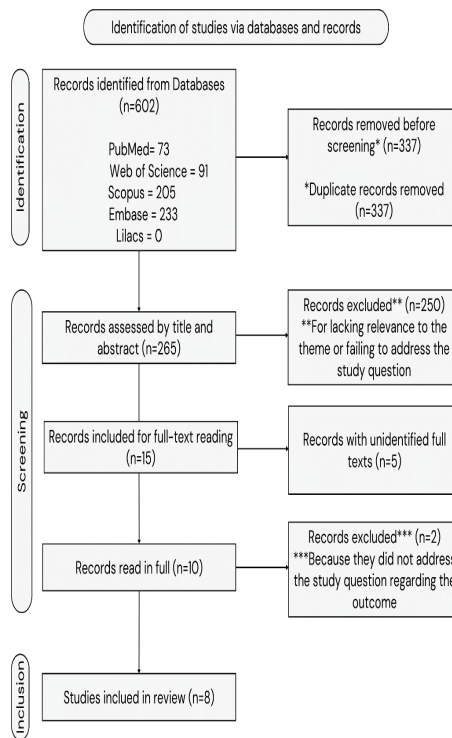 Identification of studies via databases and records
Identification
Records identified from Databases
(n=602)
PubMed= 73
Web of Science = 91
Scopus = 205
Embase = 233
Lilacs = 0
Records removed before
screening* (n=337)
*Duplicate records removed
(n=337)
Screening
Records assessed by title and
abstract (n=265)
Records excluded** (n=250)
**For lacking relevance to the
theme or failing to address the
study question
Records included for full-text reading
(n=15)
Records with unidentified full
texts (n=5)
Records read in full (n=10)
Records excluded*** (n=2)
***Because they did not address
the study question regarding the
outcome
Inclusion
Studies inclued in review (n=8)